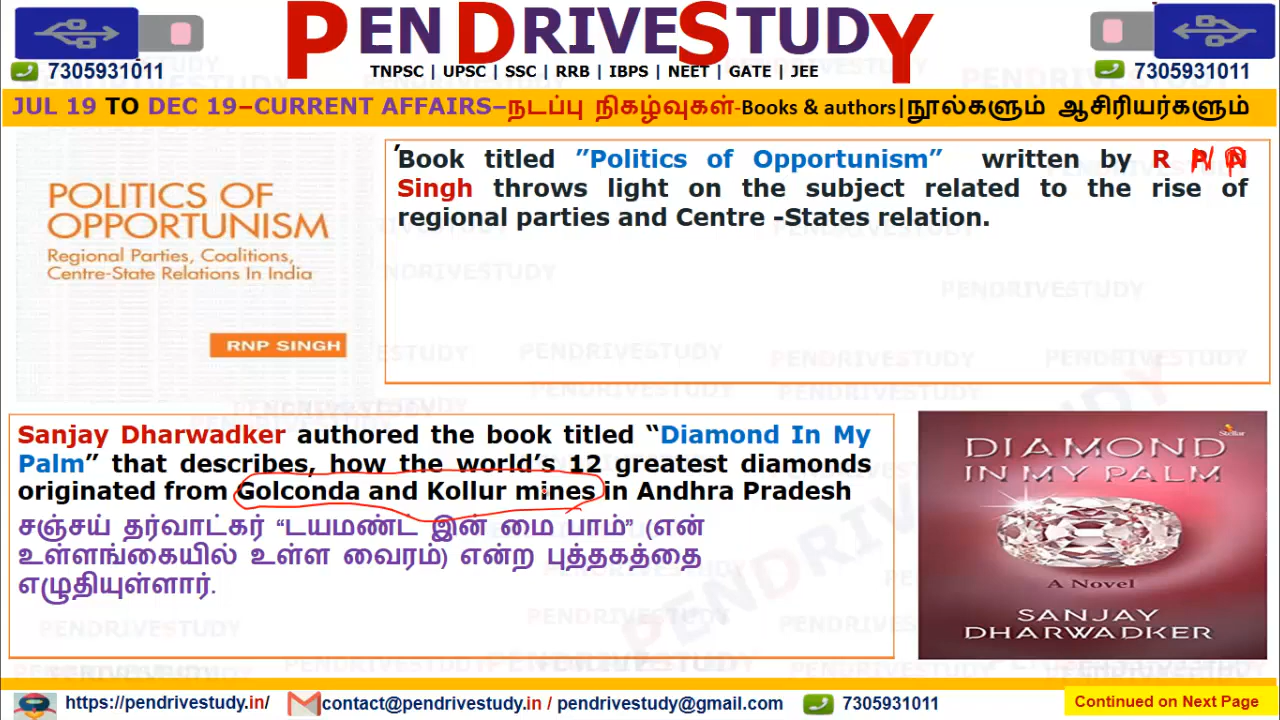 PENDRIVESTUDY
TNPSC | UPSC | SSC | RRB | IBPS | NEET | GATE | JEE
7305931011
7305931011
JUL 19 TO DEC 19–CURRENT AFFAIRS–நடப்பு நிகழ்வுகள்-Books & authors|நூல்களும் ஆசிரியர்களும்
POLITICS OF
OPPORTUNISM
Regional Parties, Coalitions,
Centre-State Relations In India
RNP SINGH
Book titled ”Politics of Opportunism” written by R P N
Singh throws light on the subject related to the rise of
regional parties and Centre -States relation.
Sanjay Dharwadker authored the book titled “Diamond In My
Palm” that describes, how the world’s 12 greatest diamonds
originated from Golconda and Kollur mines in Andhra Pradesh
சஞ்சய் தர்வாட்கர் “டயமண்ட் இன் மை பாம்” (என்
உள்ளங்கையில் உள்ள வைரம்) என்ற புத்தகத்தை
எழுதியுள்ளார்.
Stellar
DIAMOND
IN MY PALM
A Novel
SANJAY
DHARWADKER
https://pendrivestudy.in/
contact@pendrivestudy.in / pendrivestudy@gmail.com
7305931011
Continued on Next Page